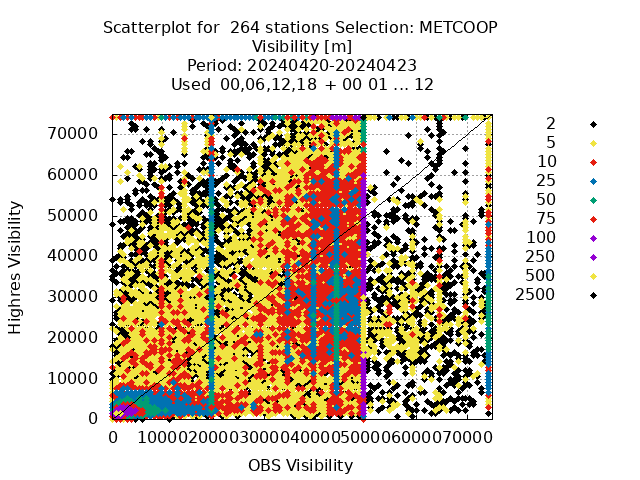 Scatterplot for  264 stations Selection: METCOOP
Visibility [m]
Period: 20240420-20240423
Used  00,06,12,18 + 00 01 ... 12
70000
60000
50000
40000
30000
20000
10000
0
Highres Visibility
0 10000 20000 30000 40000 50000 60000 70000
OBS Visibility
2
5
10
25
50
75
100
250
500
2500